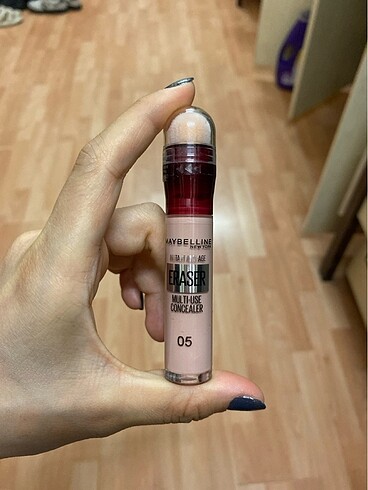 MAYBELLINE
NEW YORK
ERASER
MULTI-USE
CONCEALER
05